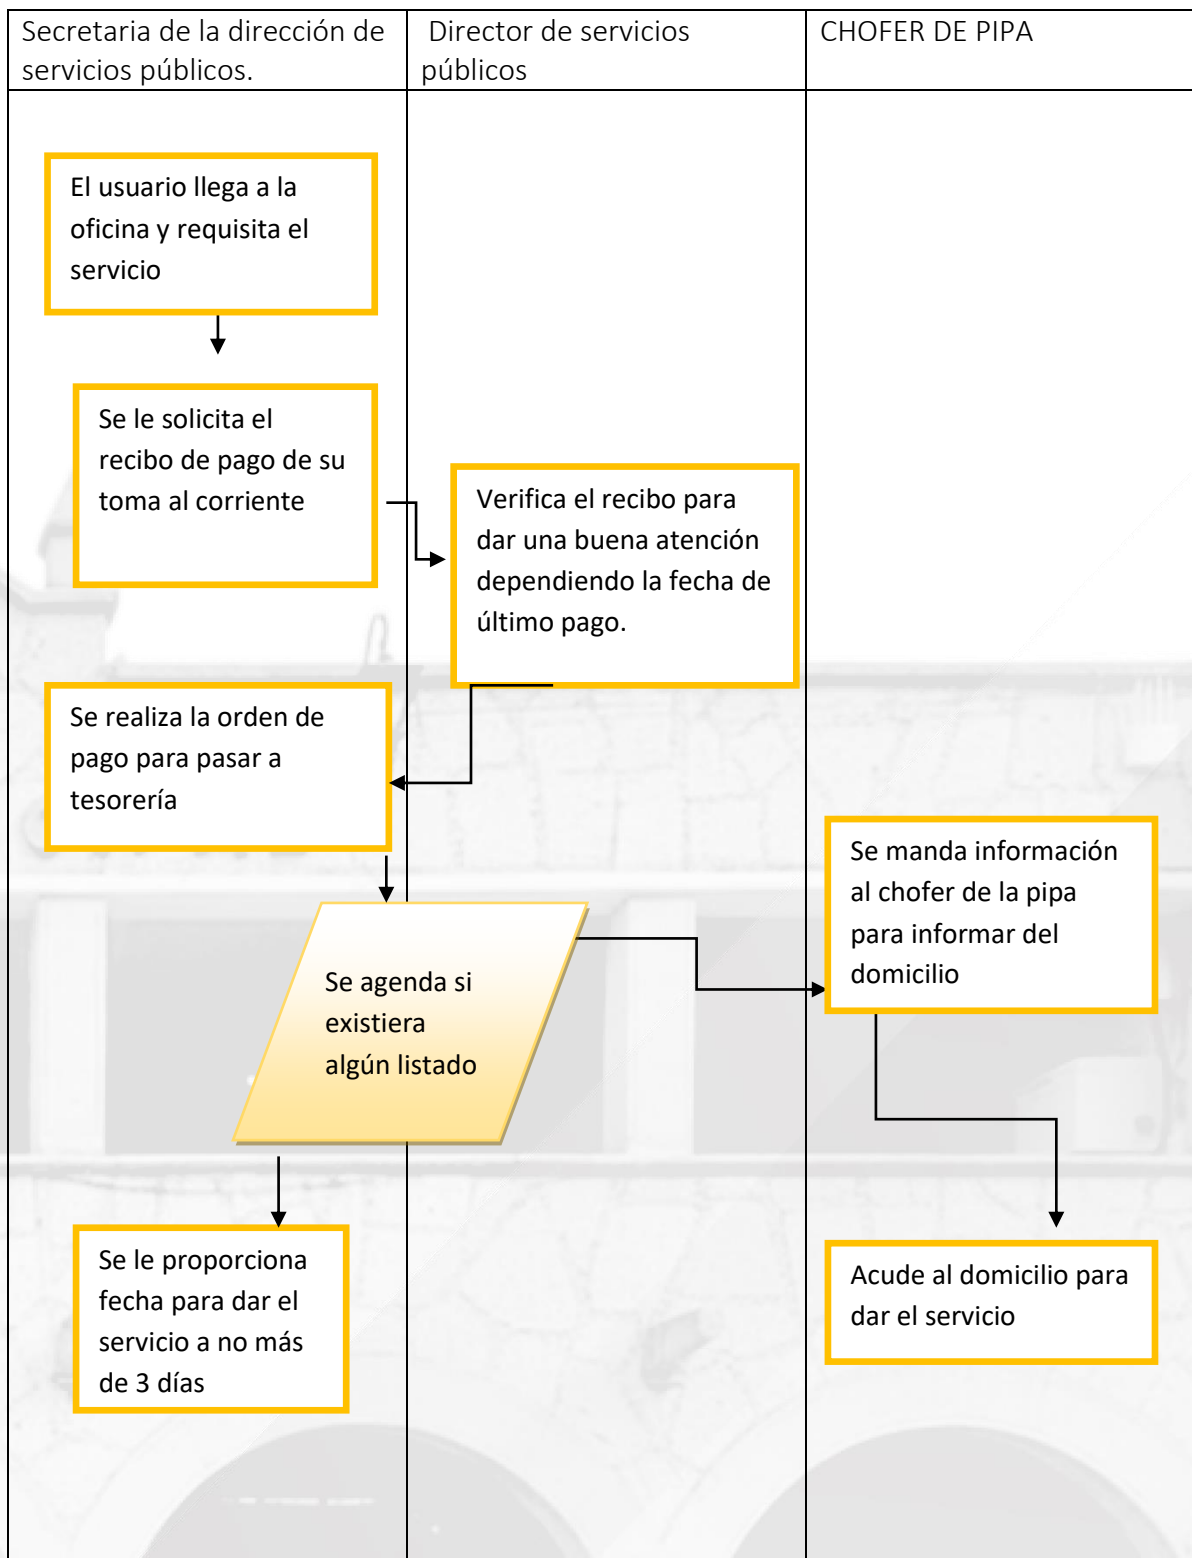 Secretaria de la dirección de
servicios públicos.
Director de servicios
públicos
CHOFER DE PIPA
El usuario llega a la
oficina y requisita el
servicio
Se le solicita el
recibo de pago de su
toma al corriente
Verifica el recibo para
dar una buena atención
dependiendo la fecha de
último pago.
Se realiza la orden de
pago para pasar a
tesorería
Se manda información
al chofer de la pipa
para informar del
domicilio
Se agenda si
existiera
algún listado
Se le proporciona
fecha para dar el
servicio a no más
de 3 días
Acude al domicilio para
dar el servicio